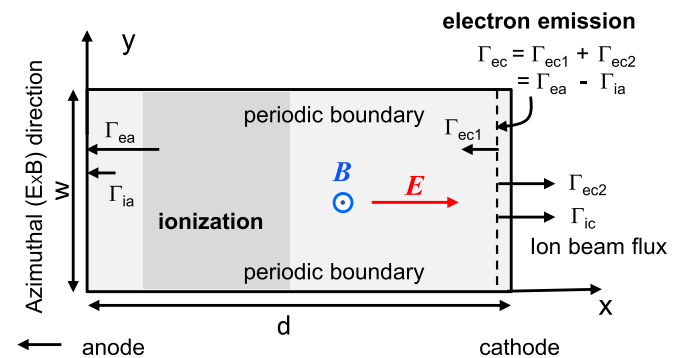 electron emission
Γec = Γec1 + Γec2
= Γea - Γia
y
Azimuthal (ExB) direction
w
periodic boundary
Γea
Γec1
B
E
Γia
Γec2
ionization
Γic
Ion beam flux
periodic boundary
x
d
anode
cathode